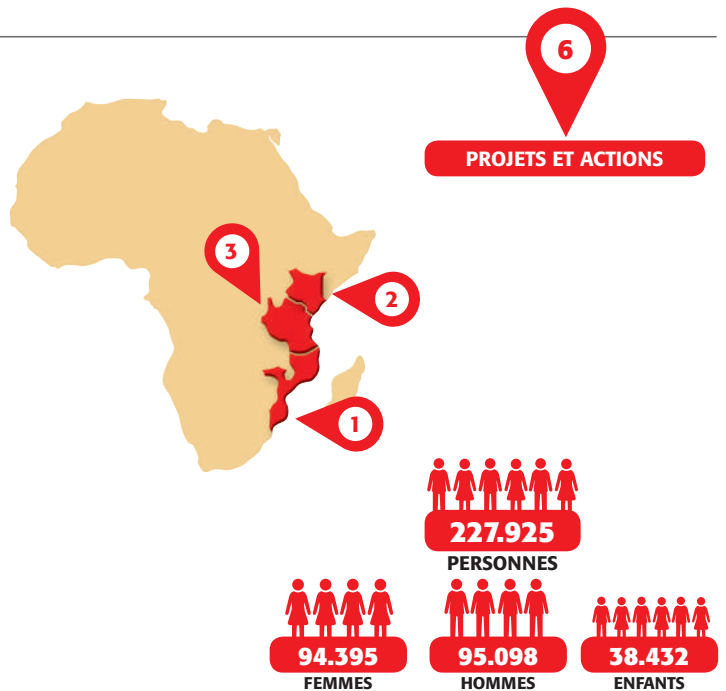 6
PROJETS ET ACTIONS
3
2
1
227.925
PERSONNES
94.395
FEMMES
95.098
HOMMES
38.432
ENFANTS